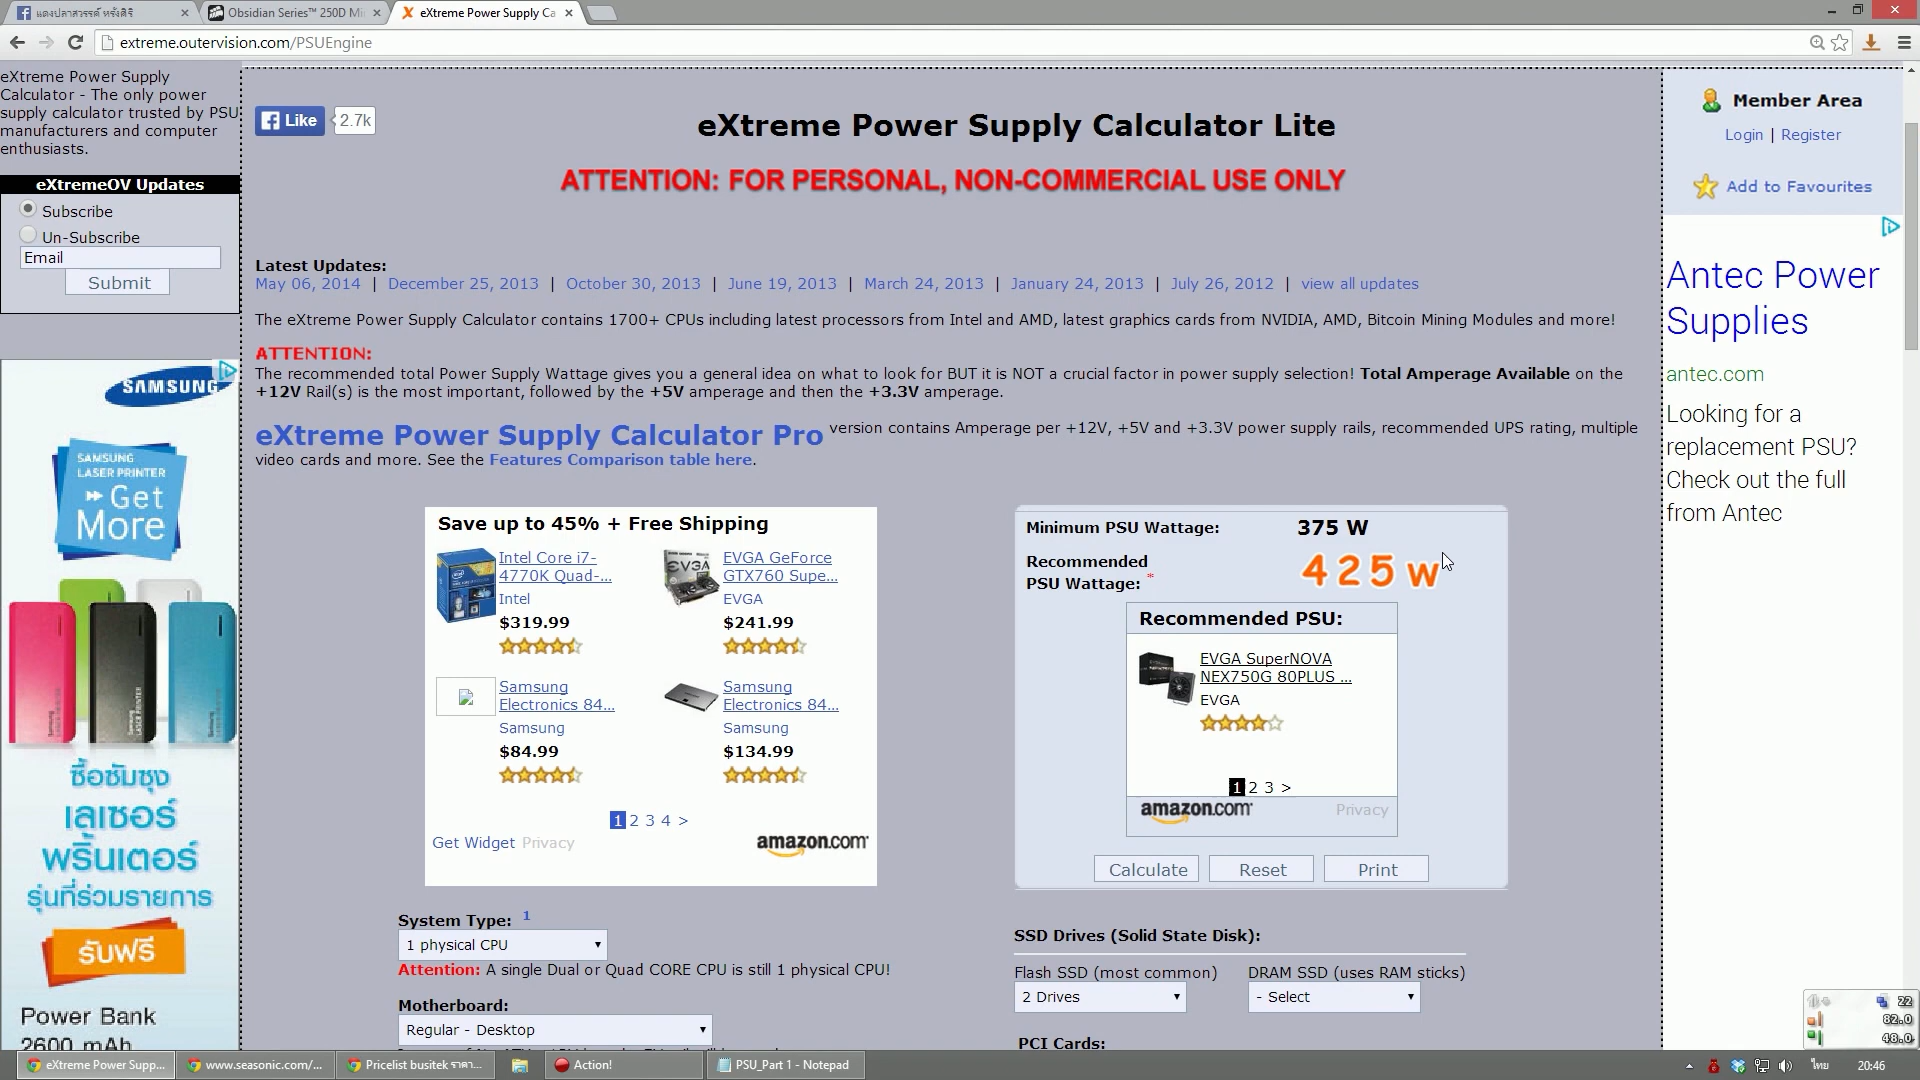 แดงปลาสวรรค์ หรั่งศิริ
Obsidian Series™ 250D Mi
eXtreme Power Supply Ca
extreme.outervision.com/PSUEngine
eXtreme Power Supply
Calculator - The only power
supply calculator trusted by PSU
manufacturers and computer
enthusiasts.
eXtremeOV Updates
Subscribe
Un-Subscribe
Email
Submit
SAMSUNG
SAMSUNG
LASER PRINTER
Get
More
ซื้อซัมซุง
เลเซอร์
พริ้นเตอร์
รุ่นที่ร่วมรายการ
รับฟรี
Power Bank
2600 mAh
Like
2.7k
eXtreme Power Supply Calculator Lite
ATTENTION: FOR PERSONAL, NON-COMMERCIAL USE ONLY
Latest Updates:
May 06, 2014 | December 25, 2013 | October 30, 2013 | June 19, 2013 | March 24, 2013 | January 24, 2013 | July 26, 2012 | view all updates
The eXtreme Power Supply Calculator contains 1700+ CPUs including latest processors from Intel and AMD, latest graphics cards from NVIDIA, AMD, Bitcoin Mining Modules and more!
ATTENTION:
The recommended total Power Supply Wattage gives you a general idea on what to look for BUT it is NOT a crucial factor in power supply selection! Total Amperage Available on the
+12V Rail(s) is the most important, followed by the +5V amperage and then the +3.3V amperage.
eXtreme Power Supply Calculator Pro version contains Amperage per +12V, +5V and +3.3V power supply rails, recommended UPS rating, multiple
video cards and more. See the Features Comparison table here.
Save up to 45% + Free Shipping
Intel Core i7-
4770K Quad-...
Intel
$319.99
EVGA GeForce
GTX760 Supe...
EVGA
$241.99
Samsung
Electronics 84...
Samsung
$84.99
Samsung
Electronics 84...
Samsung
$134.99
1 2 3 4 >
Get Widget Privacy
amazon.com
Minimum PSU Wattage: 375 W
Recommended
PSU Wattage: *
425 W
Recommended PSU:
EVGA SuperNOVA
NEX750G 80PLUS ...
EVGA
1 2 3 >
amazon.com
Privacy
Calculate
Reset
Print
System Type: 1
1 physical CPU
Attention: A single Dual or Quad CORE CPU is still 1 physical CPU!
Motherboard:
Regular - Desktop
SSD Drives (Solid State Disk):
Flash SSD (most common)
DRAM SSD (uses RAM sticks)
2 Drives
- Select
PCI Cards:
Member Area
Login | Register
Add to Favourites
Antec Power
Supplies
antec.com
Looking for a
replacement PSU?
Check out the full
from Antec
22
82.0
48.0
eXtreme Power Supp...
www.seasonic.com/...
Pricelist busitek ราคา...
Action!
PSU_Part 1 - Notepad
ไทย
20:46